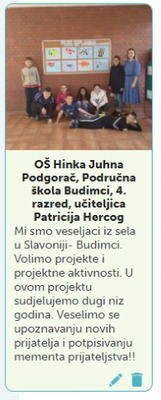 OŠ Hinka Juhna
Podgorač, Područna
škola Budimci, 4.
razred, učiteljica
Patricija Hercog
Mi smo veseljaci iz sela
u Slavoniji- Budimci.
Volimo projekte i
projektne aktivnosti. U
ovom projektu
sudjelujemo dugi niz
godina. Veselimo se
upoznavanju novih
prijatelja i potpisivanju
mementa prijateljstva!!